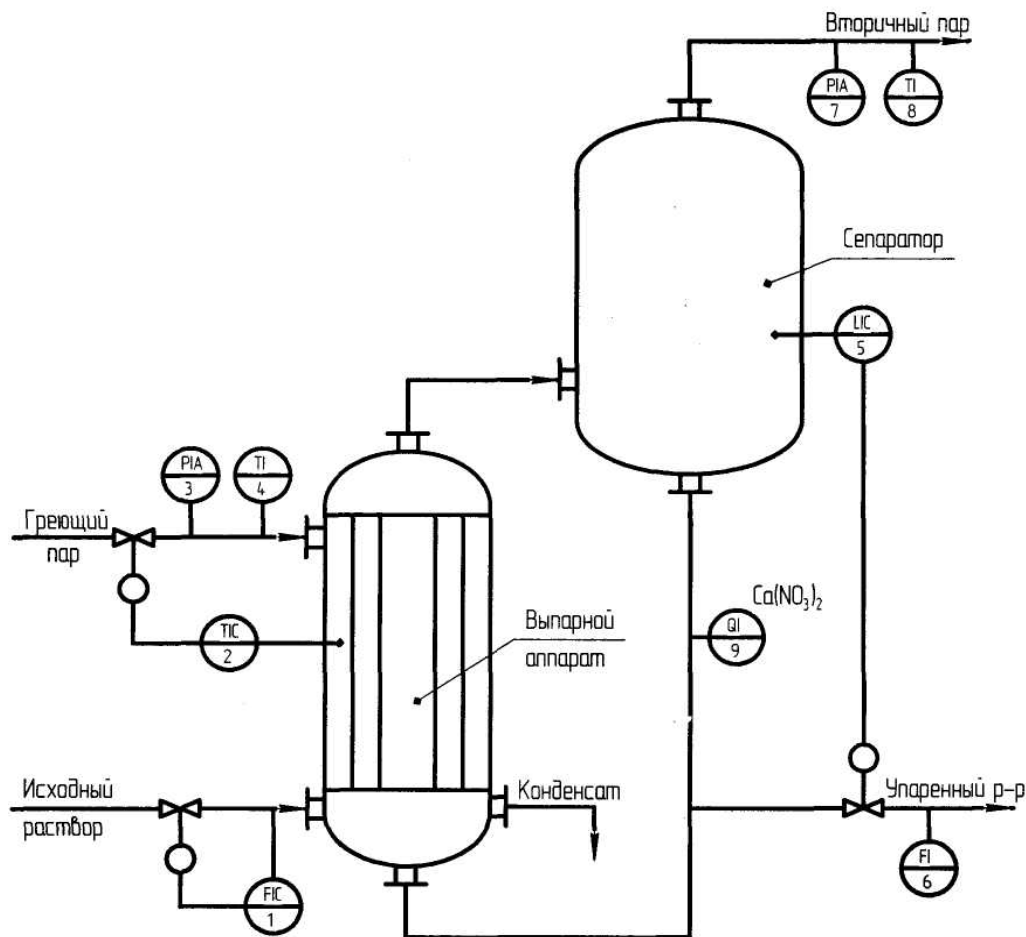 Вторичный пар
PIA
7
TI
8
Сепаратор
LIC
5
PIA
3
TI
4
Греющий
пар
TIC
2
Ca(NO₃)₂
QI
9
Выпарной
аппарат
Исходный
раствор
Конденсат
Упаренный р-р
FIC
1
FI
6